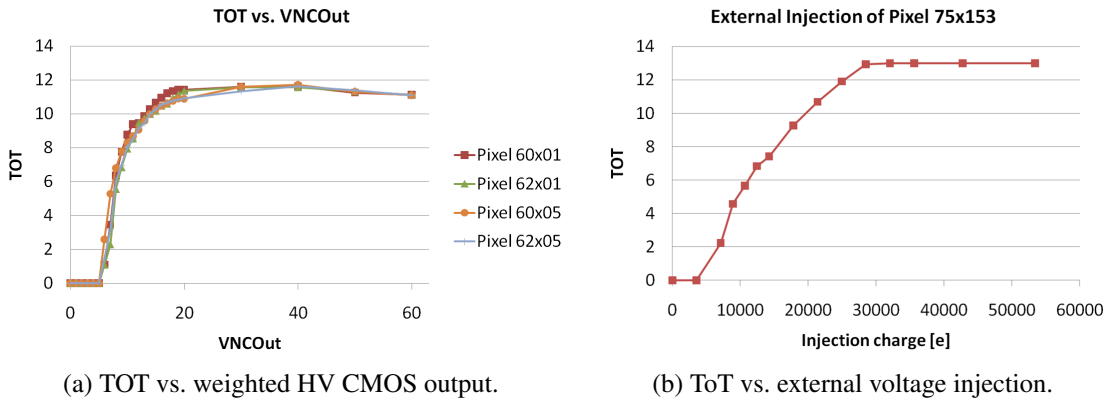 TOT vs. VNCOut
TOT
14
12
10
8
6
4
2
0
0 20 40 60
VNCOut
Pixel 60x01
Pixel 62x01
Pixel 60x05
Pixel 62x05
(a) TOT vs. weighted HV CMOS output.
External Injection of Pixel 75x153
TOT
14
12
10
8
6
4
2
0
0 10000 20000 30000 40000 50000 60000
Injection charge [e]
(b) ToT vs. external voltage injection.